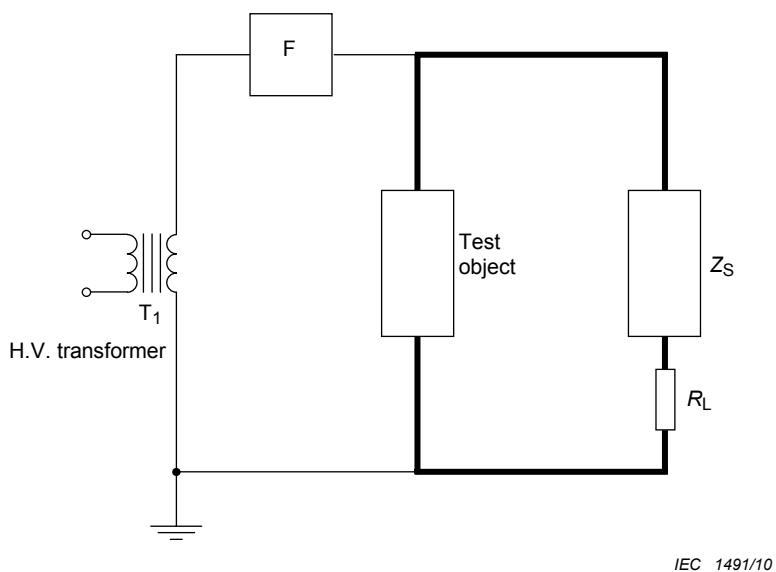 F
Test
object
Z_S
T_1
H.V. transformer
R_L
IEC 1491/10